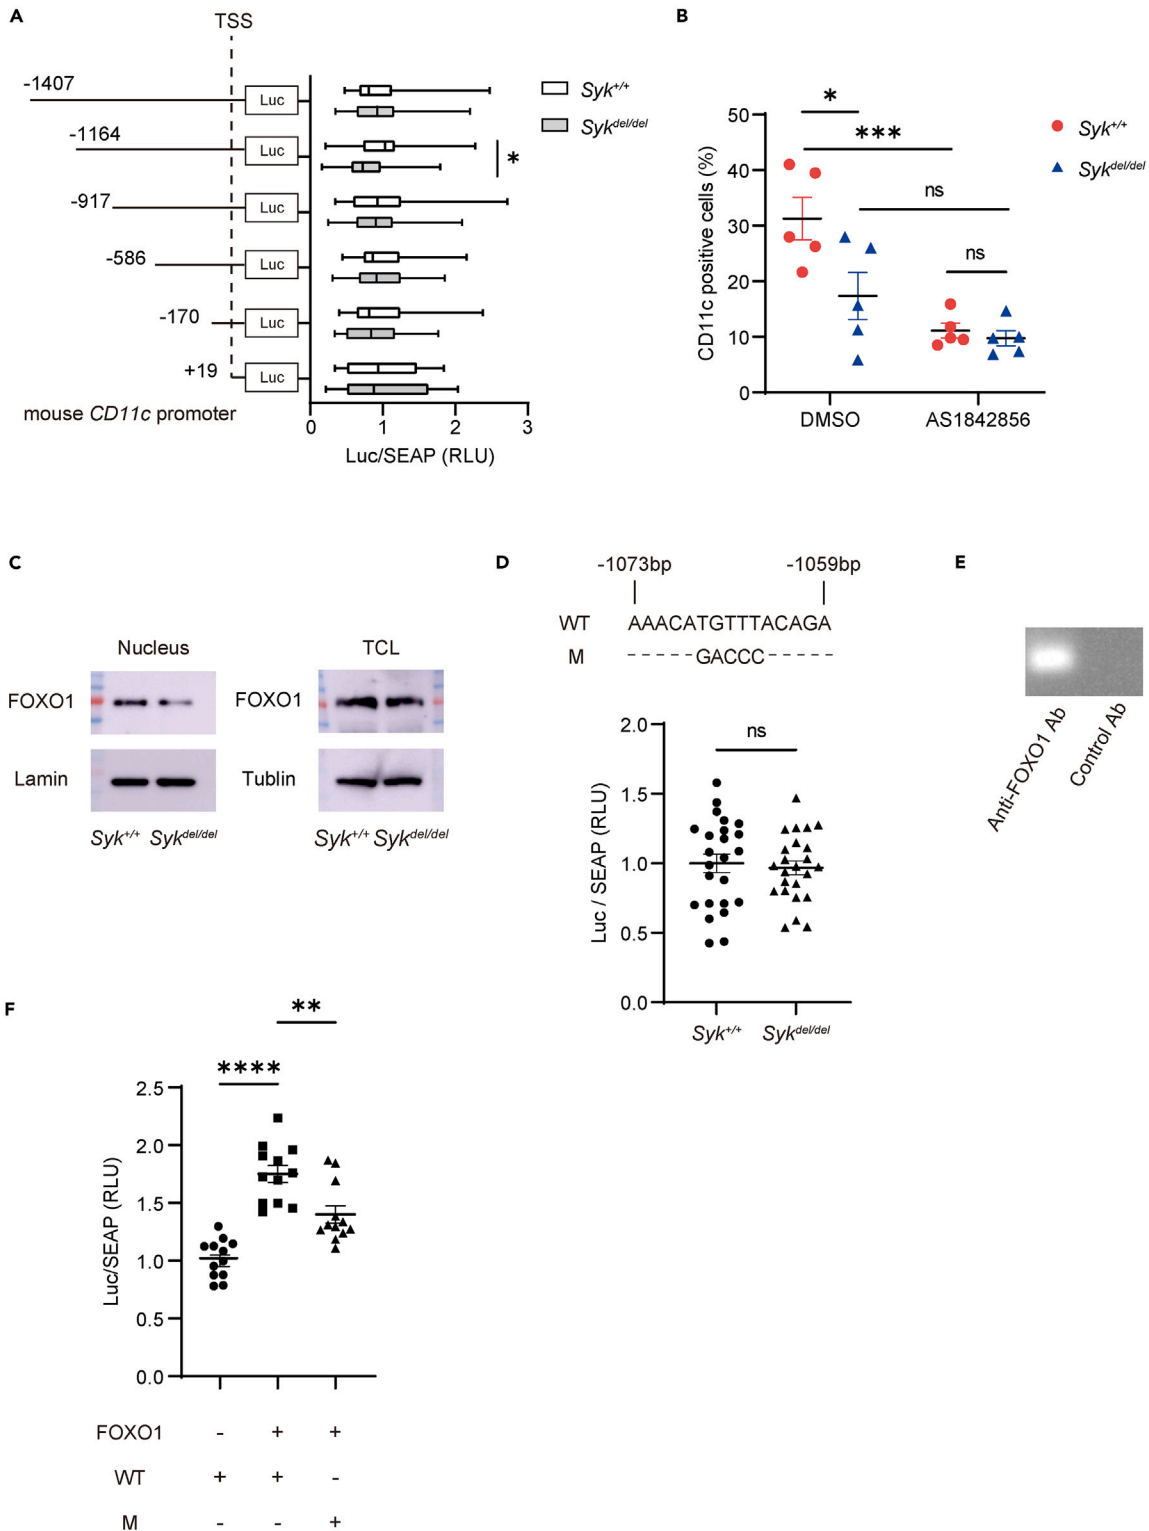 A
TSS
-1407
Luc
-1164
Luc
*
-917
Luc
-586
Luc
-170
Luc
+19
Luc
mouse CD11c promoter
0 1 2 3
Luc/SEAP (RLU)
Syk+/+
Sykdel/del
B
*
***
ns
ns
50
40
30
20
10
0
CD11c positive cells (%)
DMSO AS1842856
Syk+/+
Sykdel/del
C
Nucleus
FOXO1
Lamin
Syk+/+ Sykdel/del
TCL
FOXO1
Tublin
Syk+/+ Sykdel/del
D
-1073bp -1059bp
WT AAACATGTTTACAGA
M -----GACCC-----
ns
2.0
1.5
1.0
0.5
0.0
Luc / SEAP (RLU)
Syk+/+ Sykdel/del
E
Anti-FOXO1 Ab
Control Ab
F
**
****
2.5
2.0
1.5
1.0
0.5
0.0
Luc/SEAP (RLU)
FOXO1 - + +
WT + + -
M - - +